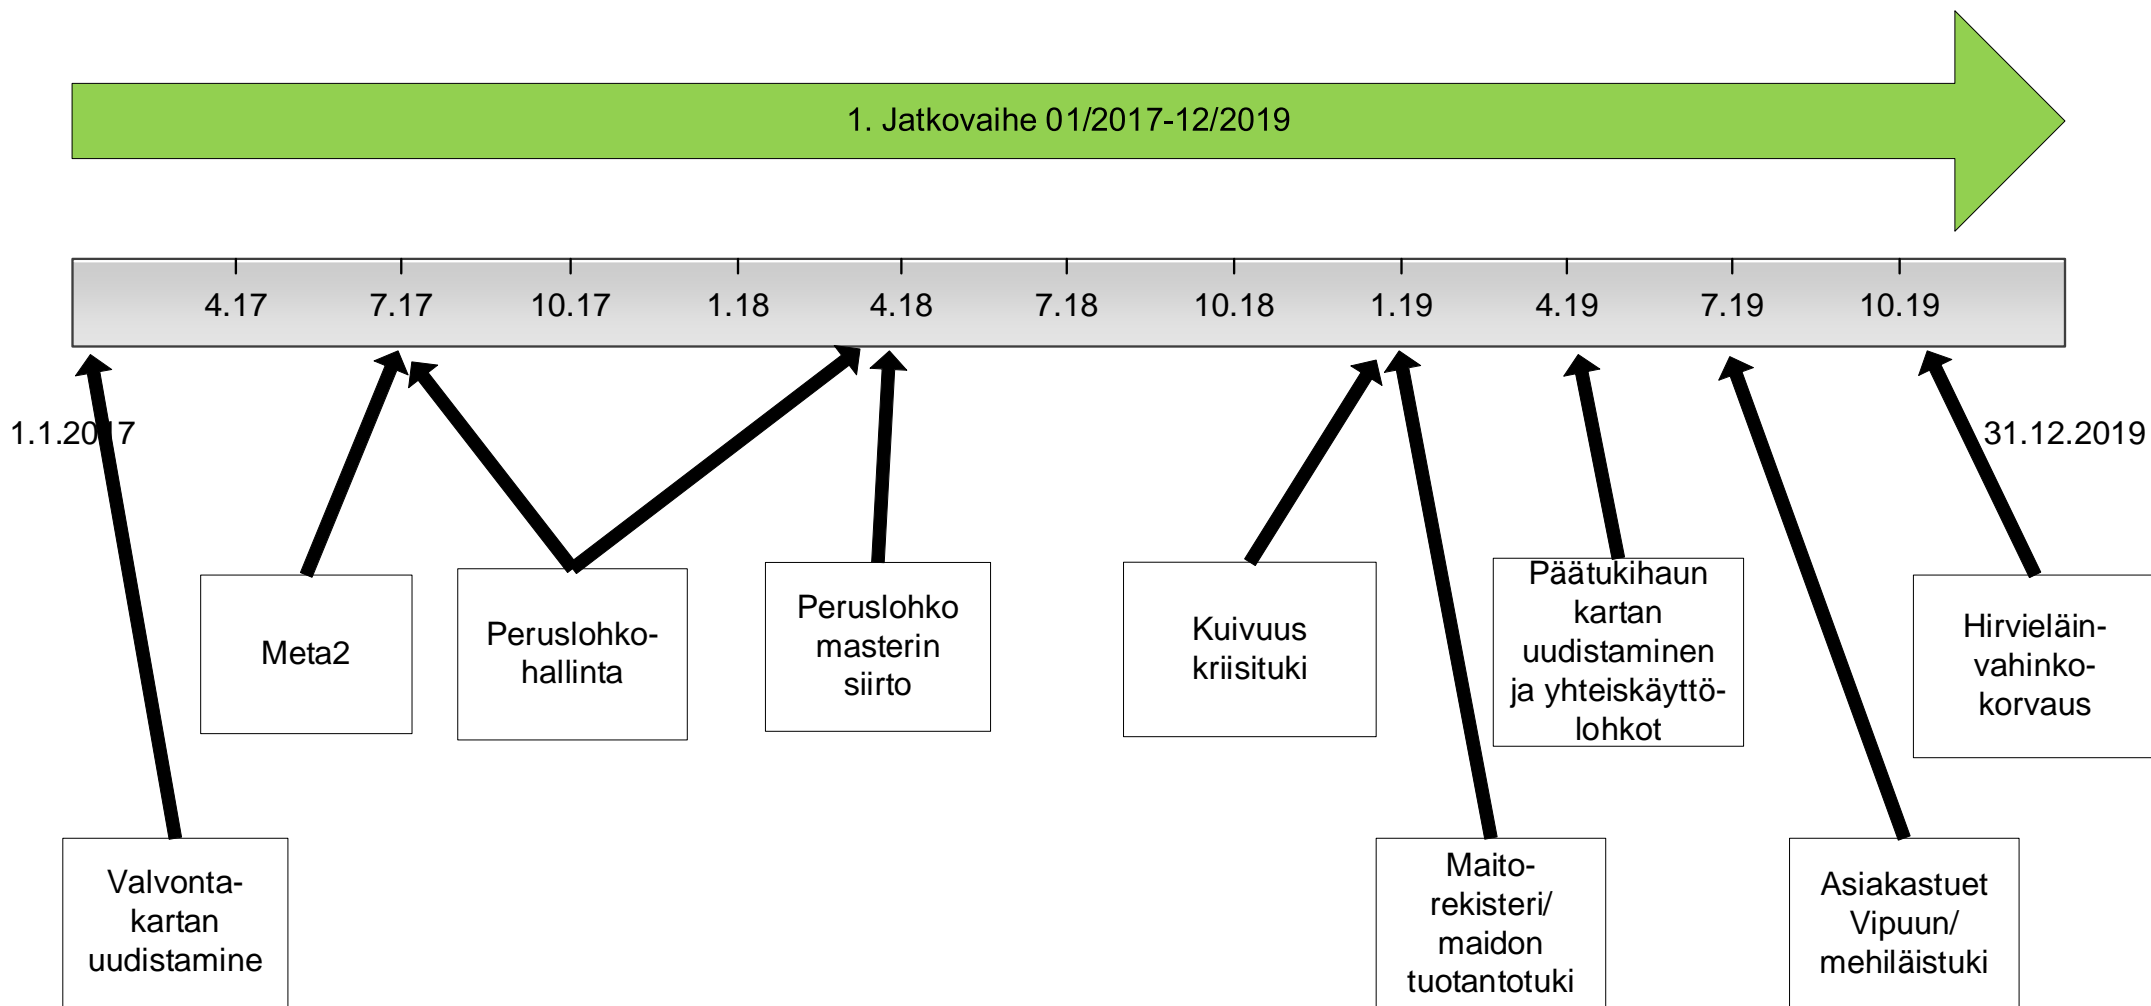 1. Jatkovaihe 01/2017-12/2019
4.17
7.17
10.17
1.18
4.18
7.18
10.18
1.19
4.19
7.19
10.19
1.1.2017
31.12.2019
Meta2
Peruslohko-
hallinta
Peruslohko
masterin
siirto
Kuivuus
kriisituki
Päätukihaun
kartan
uudistaminen
ja yhteiskäyttö-
lohkot
Hirvieläin-
vahinko-
korvaus
Valvonta-
kartan
uudistamine
Maito-
rekisteri/
maidon
tuotantotuki
Asiakastuet
Vipuun/
mehiläistuki